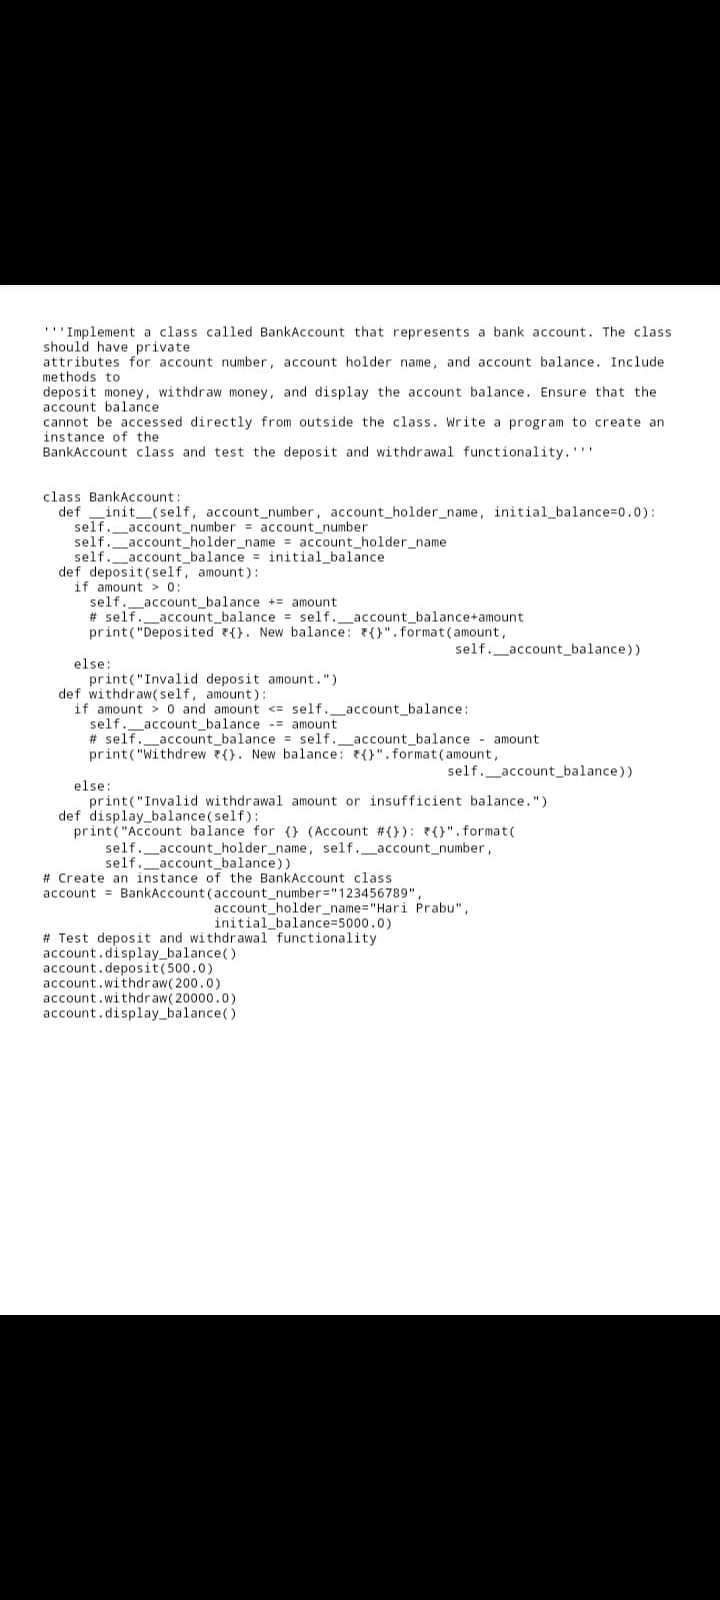 '''Implement a class called BankAccount that represents a bank account. The class
should have private
attributes for account number, account holder name, and account balance. Include
methods to
deposit money, withdraw money, and display the account balance. Ensure that the
account balance
cannot be accessed directly from outside the class. Write a program to create an
instance of the
BankAccount class and test the deposit and withdrawal functionality.'''
class BankAccount:
  def __init__(self, account_number, account_holder_name, initial_balance=0.0):
    self.__account_number = account_number
    self.__account_holder_name = account_holder_name
    self.__account_balance = initial_balance
  def deposit(self, amount):
    if amount > 0:
      self.__account_balance += amount
      # self.__account_balance = self.__account_balance+amount
      print("Deposited ₹{}. New balance: ₹{}".format(amount,
                                                     self.__account_balance))
    else:
      print("Invalid deposit amount.")
  def withdraw(self, amount):
    if amount > 0 and amount <= self.__account_balance:
      self.__account_balance -= amount
      # self.__account_balance = self.__account_balance - amount
      print("Withdrew ₹{}. New balance: ₹{}".format(amount,
                                                    self.__account_balance))
    else:
      print("Invalid withdrawal amount or insufficient balance.")
  def display_balance(self):
    print("Account balance for {} (Account #{}): ₹{}".format(
        self.__account_holder_name, self.__account_number,
        self.__account_balance))
# Create an instance of the BankAccount class
account = BankAccount(account_number="123456789",
                      account_holder_name="Hari Prabu",
                      initial_balance=5000.0)
# Test deposit and withdrawal functionality
account.display_balance()
account.deposit(500.0)
account.withdraw(200.0)
account.withdraw(20000.0)
account.display_balance()